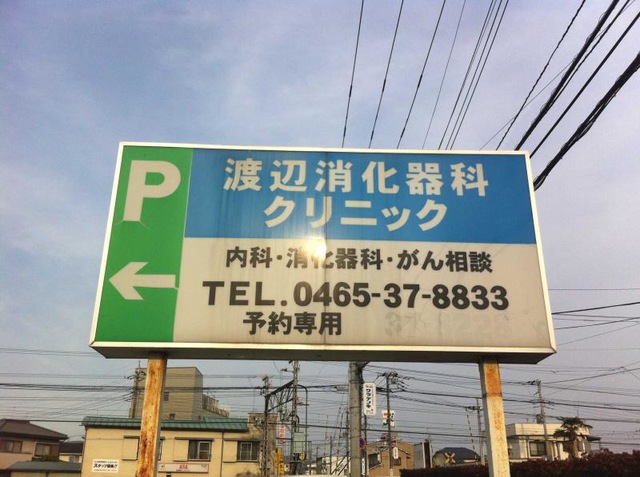 P
渡辺消化器科
クリニック
内科・消化器科・がん相談
TEL.0465-37-8833
予約専用